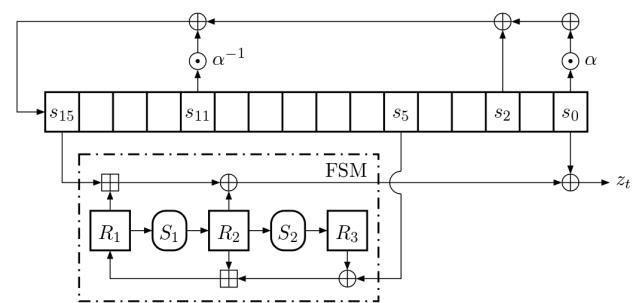 α⁻¹ α
s₁₅ s₁₁ s₅ s₂ s₀
FSM
z_t
R₁ S₁ R₂ S₂ R₃